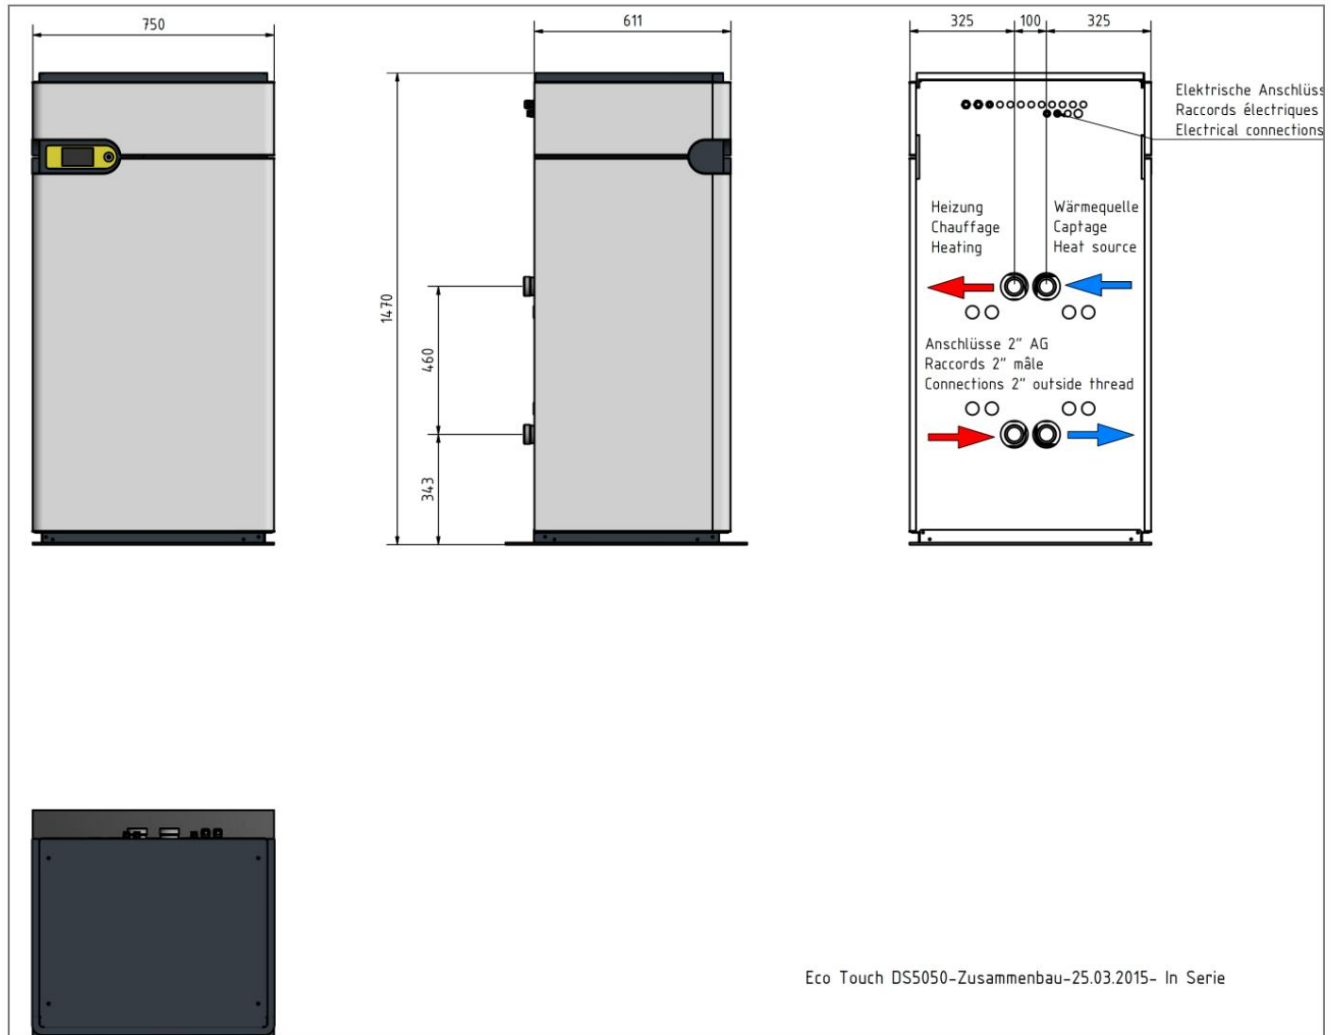 750
611
325 100 325
Elektrische Anschlüss
Raccords électriques
Electrical connections
Heizung
Chauffage
Heating
Wärmequelle
Captage
Heat source
1470
460
343
Anschlüsse 2" AG
Raccords 2" mâle
Connections 2" outside thread
Eco Touch DS5050-Zusammenbau-25.03.2015- In Serie